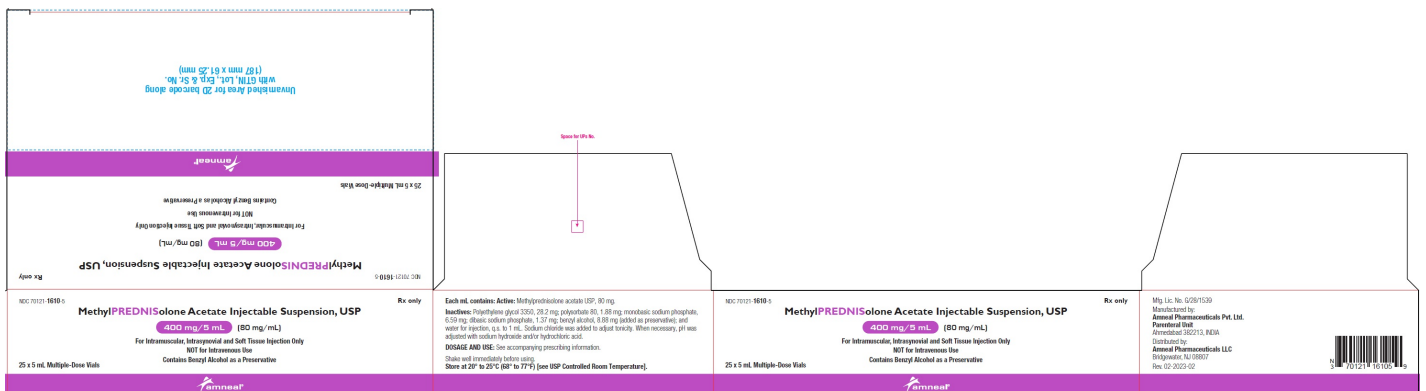 Unvarnished Area for 2D barcode along
with GTIN, Lot., Exp. & Sr. No.
(187 mm x 61.25 mm)
amneal®
25 x 5 mL Multiple-Dose Vials
Contains Benzyl Alcohol as a Preservative
NOT for Intravenous Use
For Intramuscular, Intrasynovial and Soft Tissue Injection Only
400 mg/5 mL (80 mg/mL)
MethylPREDNISolone Acetate Injectable Suspension, USP
NDC 70121-1610-5 Rx only
Space for UPs No.
NDC 70121-1610-5 Rx only
MethylPREDNISolone Acetate Injectable Suspension, USP
400 mg/5 mL (80 mg/mL)
For Intramuscular, Intrasynovial and Soft Tissue Injection Only
NOT for Intravenous Use
Contains Benzyl Alcohol as a Preservative
25 x 5 mL Multiple-Dose Vials
amneal®
Each mL contains: Active: Methylprednisolone acetate USP, 80 mg.
Inactives: Polyethylene glycol 3350, 28.2 mg; polysorbate 80, 1.88 mg; monobasic sodium phosphate,
6.59 mg; dibasic sodium phosphate, 1.37 mg; benzyl alcohol, 8.88 mg (added as preservative); and
water for injection, q.s. to 1 mL. Sodium chloride was added to adjust tonicity. When necessary, pH was
adjusted with sodium hydroxide and/or hydrochloric acid.
DOSAGE AND USE: See accompanying prescribing information.
Shake well immediately before using.
Store at 20° to 25°C (68° to 77°F) [see USP Controlled Room Temperature].
NDC 70121-1610-5 Rx only
MethylPREDNISolone Acetate Injectable Suspension, USP
400 mg/5 mL (80 mg/mL)
For Intramuscular, Intrasynovial and Soft Tissue Injection Only
NOT for Intravenous Use
Contains Benzyl Alcohol as a Preservative
25 x 5 mL Multiple-Dose Vials
amneal®
Mfg. Lic. No. G/28/1539
Manufactured by:
Amneal Pharmaceuticals Pvt. Ltd.
Parenteral Unit
Ahmedabad 382213, INDIA
Distributed by:
Amneal Pharmaceuticals LLC
Bridgewater, NJ 08807
Rev. 02-2023-02
N
3 70121 16105 9